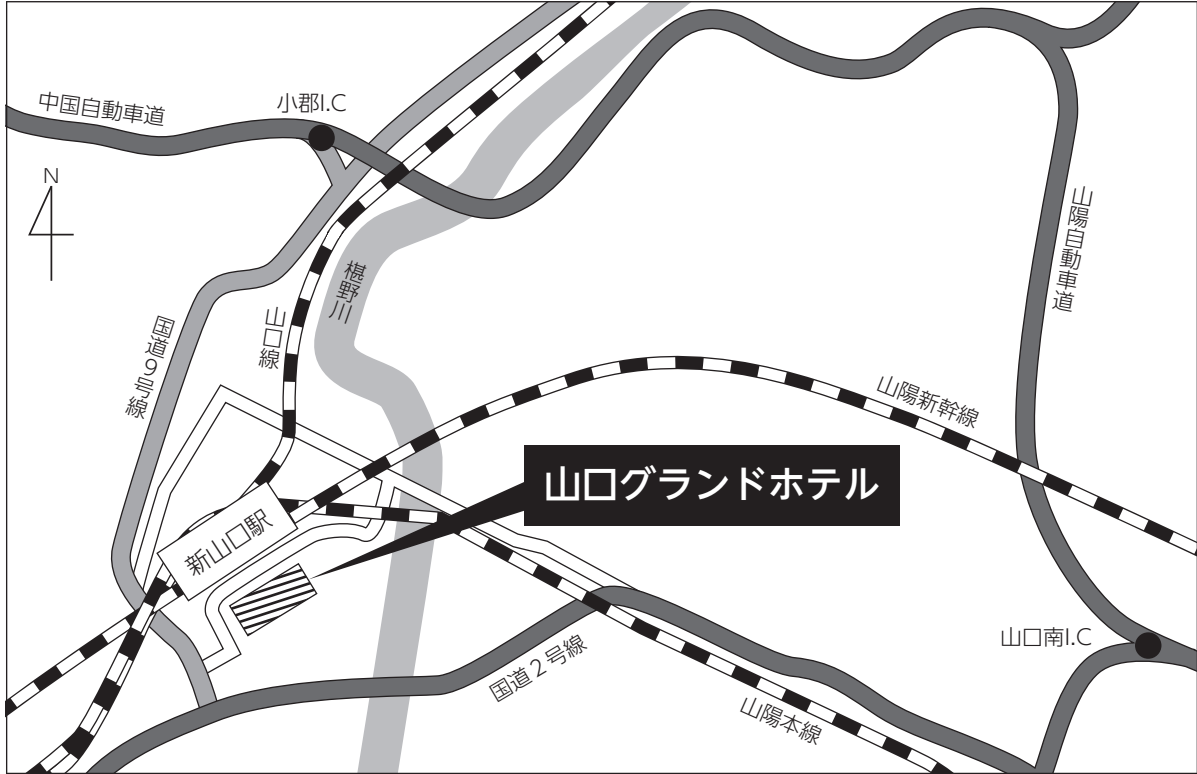 中国自動車道
小郡I.C
N
山陽自動車道
椹野川
山口線
国道9号線
山陽新幹線
山口グランドホテル
新山口駅
山口南I.C
国道2号線
山陽本線